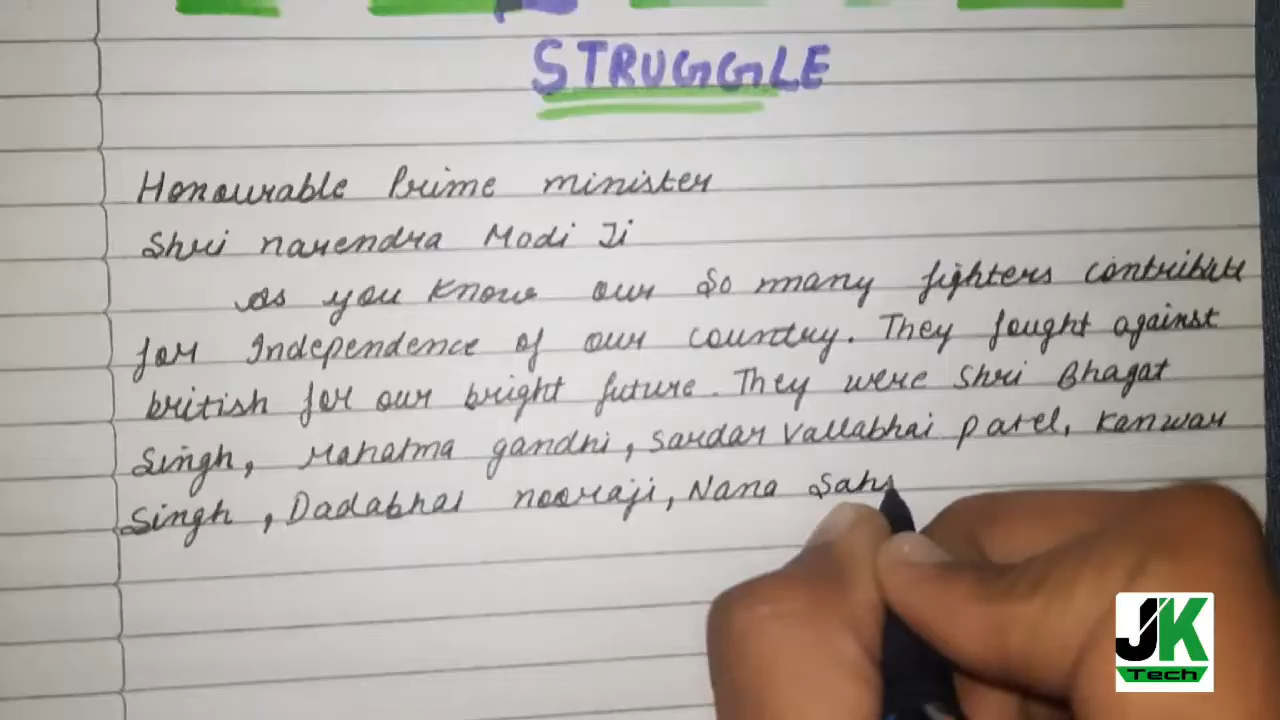 STRUGGLE
Honourable Prime minister
Shri narendra Modi Ji
as you know our so many fighters contribute
for Independence of our country. They fought against
british for our bright future. They were Shri Bhagat
Singh, Mahatma gandhi, sardar vallabhai patel, kanwar
Singh, Dadabhai nooraji, Nana Sah
JK
Tech